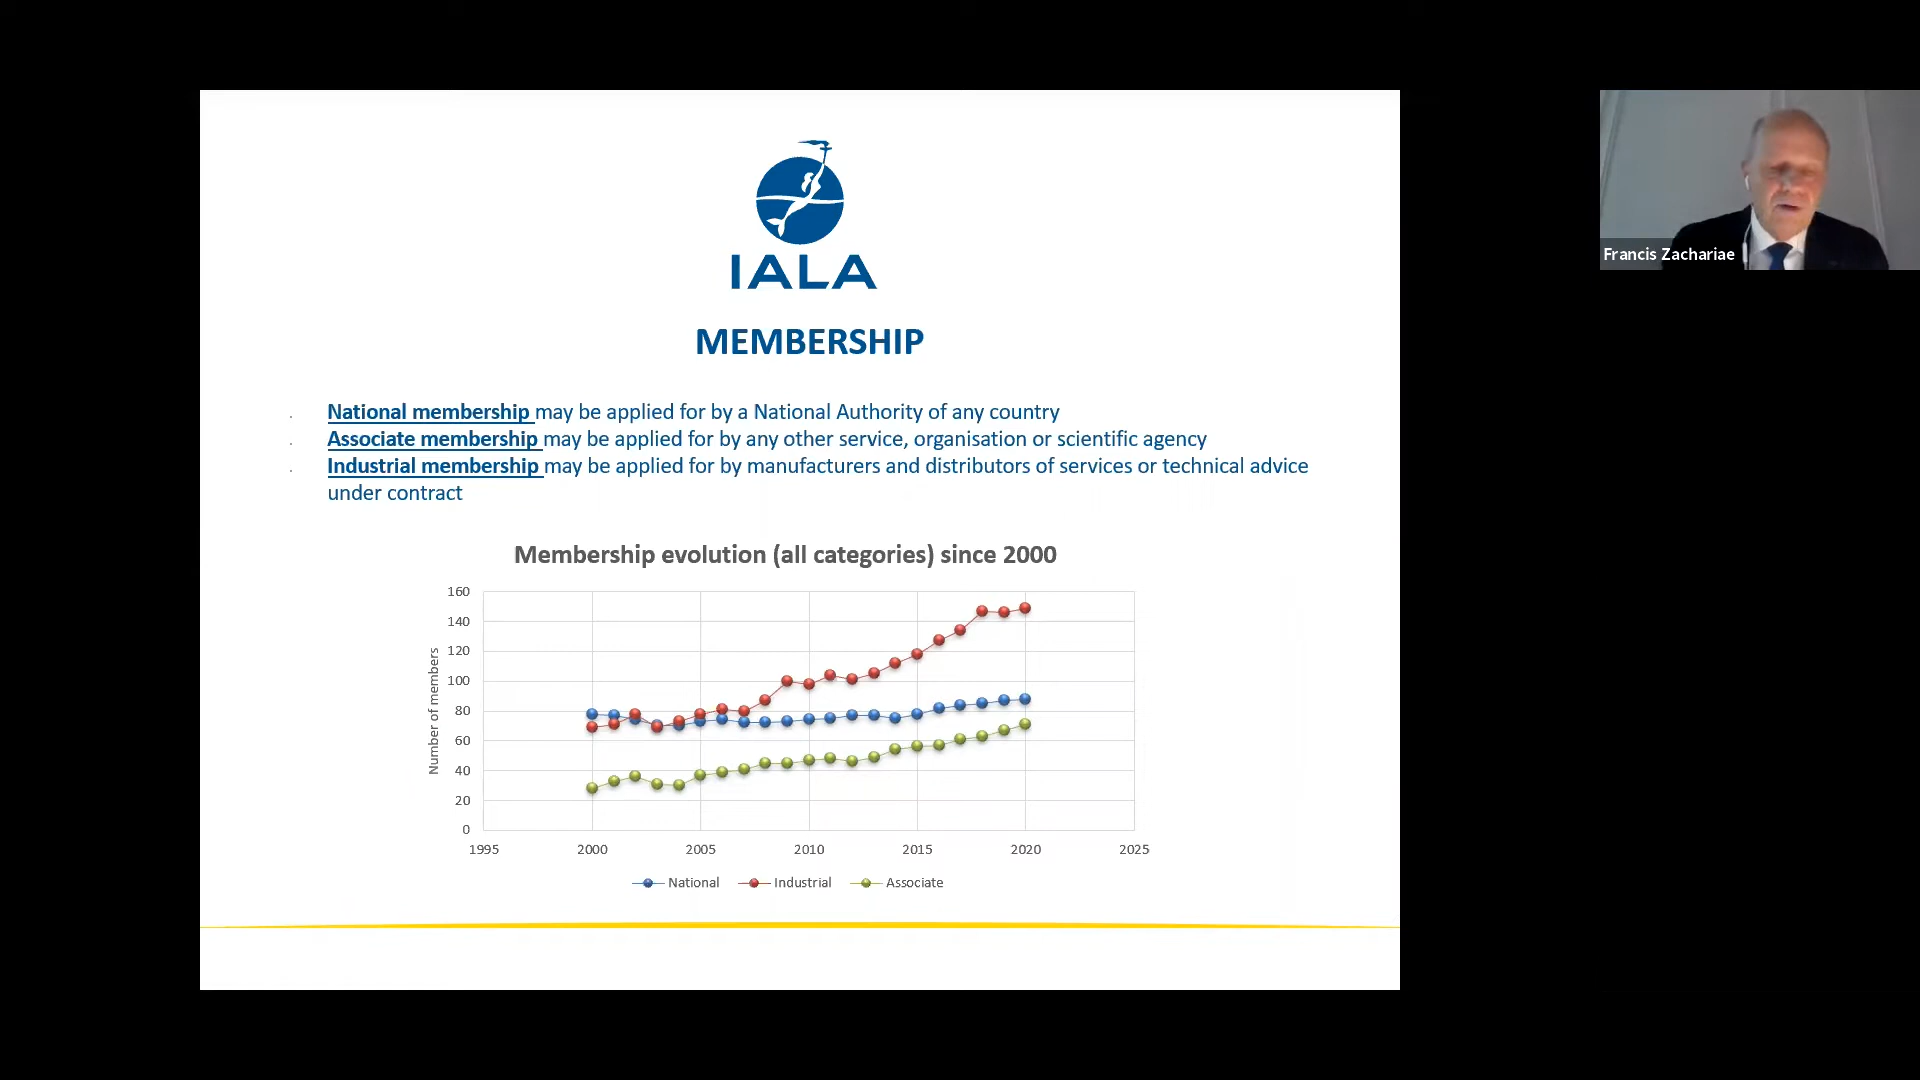 IALA
Francis Zachariae
MEMBERSHIP
. National membership may be applied for by a National Authority of any country
. Associate membership may be applied for by any other service, organisation or scientific agency
. Industrial membership may be applied for by manufacturers and distributors of services or technical advice
under contract
Membership evolution (all categories) since 2000
Number of members
160
140
120
100
80
60
40
20
0
1995 2000 2005 2010 2015 2020 2025
National Industrial Associate